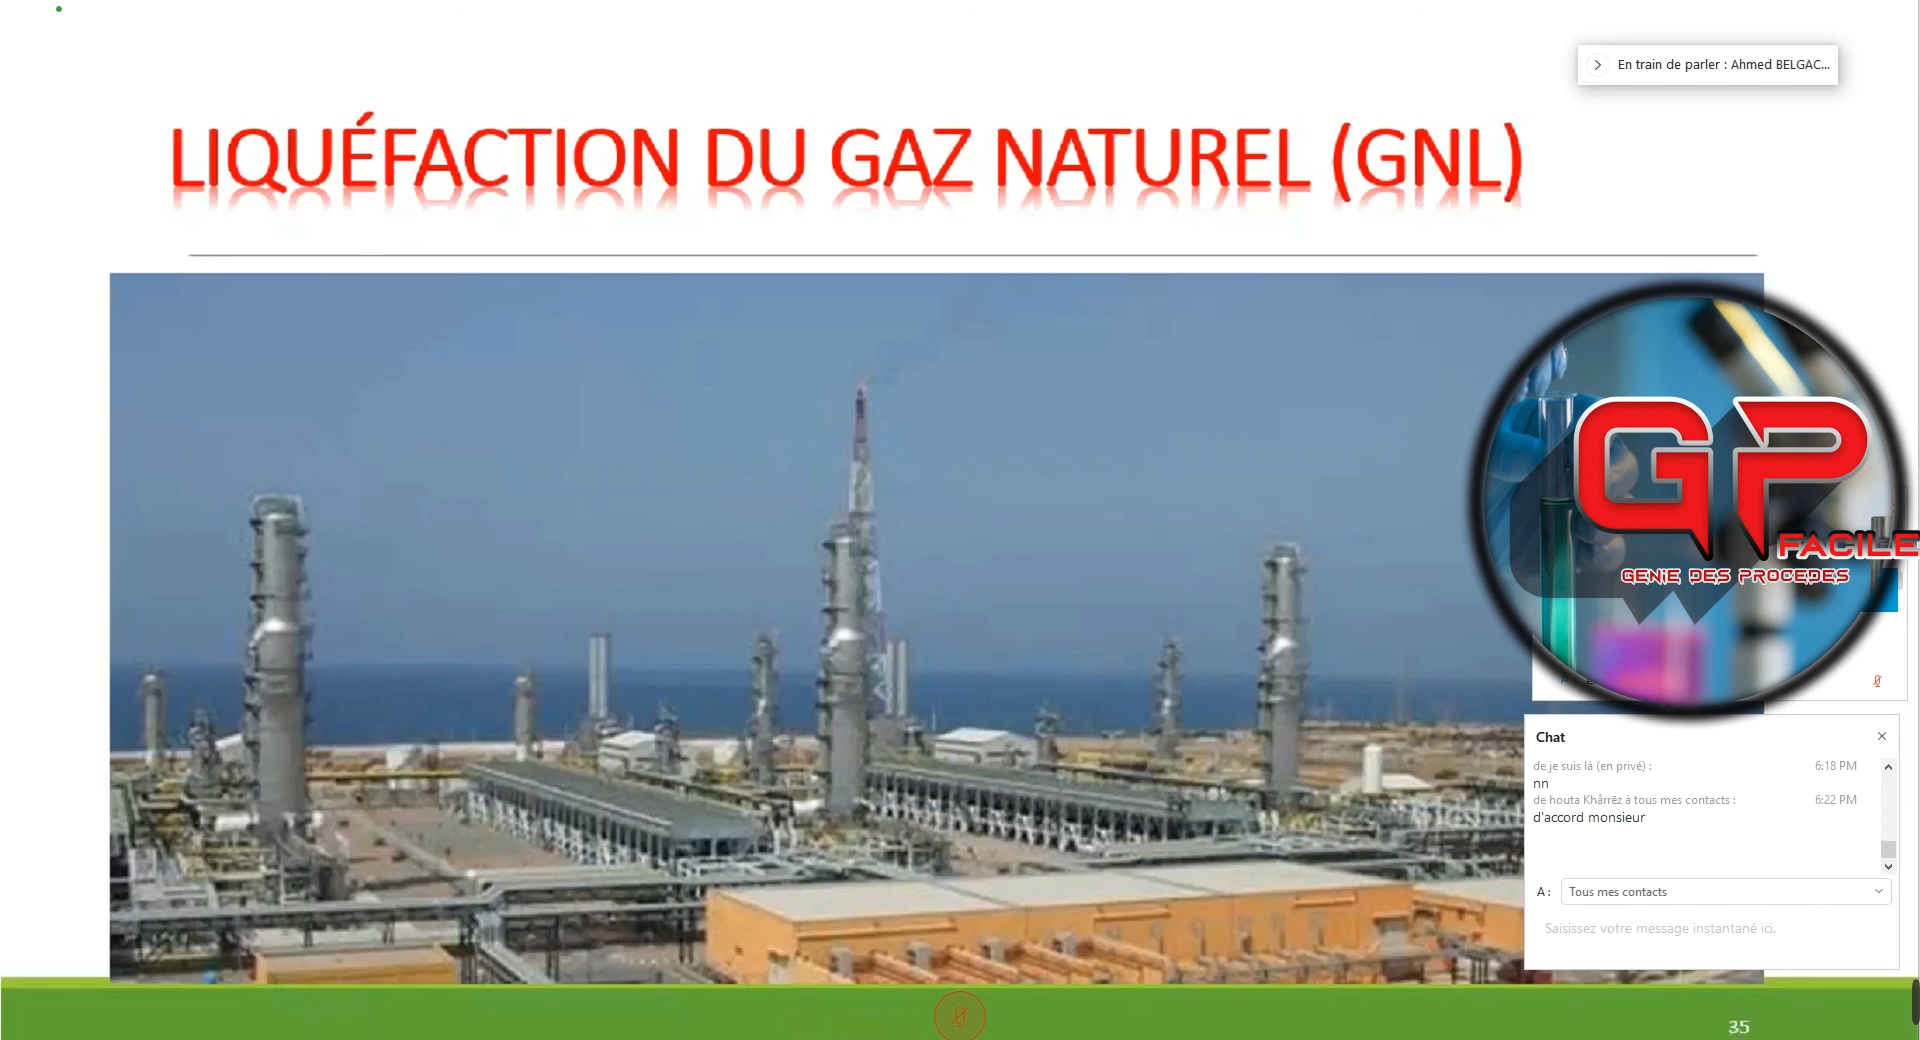 En train de parler : Ahmed BELGAC...
LIQUÉFACTION DU GAZ NATUREL (GNL)
GP
FACILE
GENIE DES PROCEDES
Chat
de je suis là (en privé) :
6:18 PM
nn
de houta Khårrēz à tous mes contacts :
6:22 PM
d'accord monsieur
A :
Tous mes contacts
Saisissez votre message instantané ici.
35